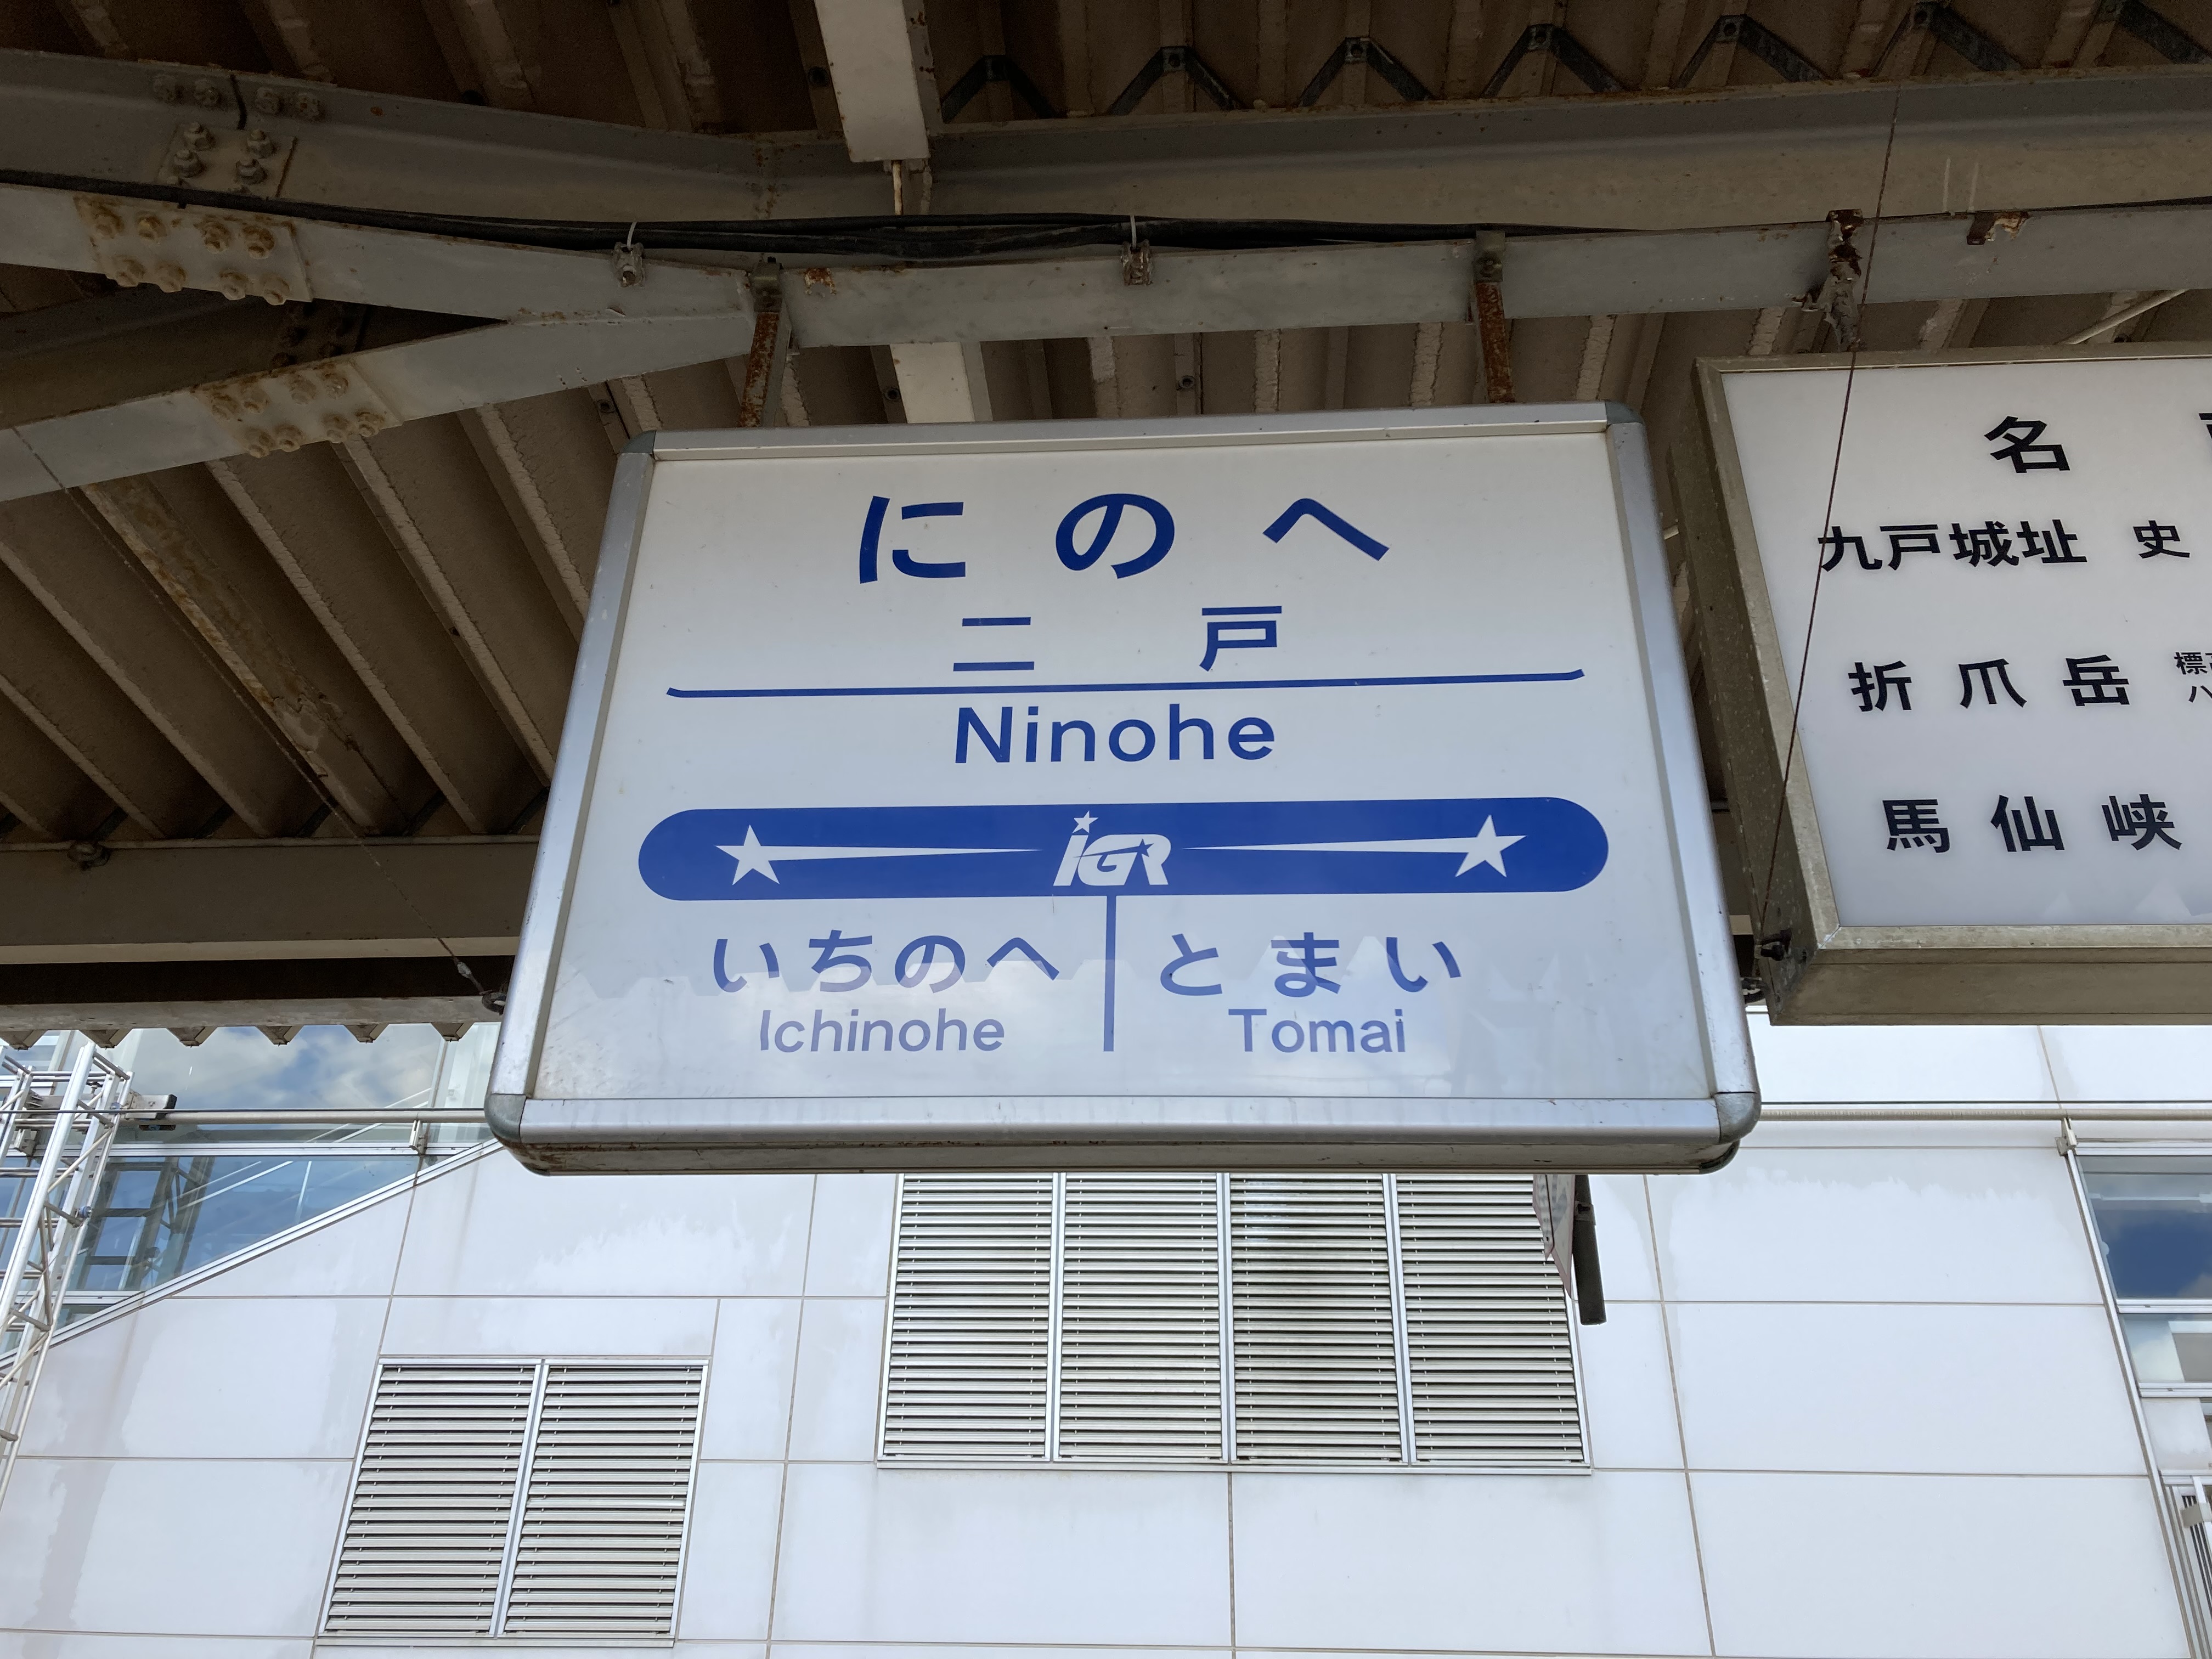 にのへ
二戸
Ninohe
IGR
いちのへ とまい
Ichinohe Tomai
名
九戸城址 史
折爪岳
馬仙峡